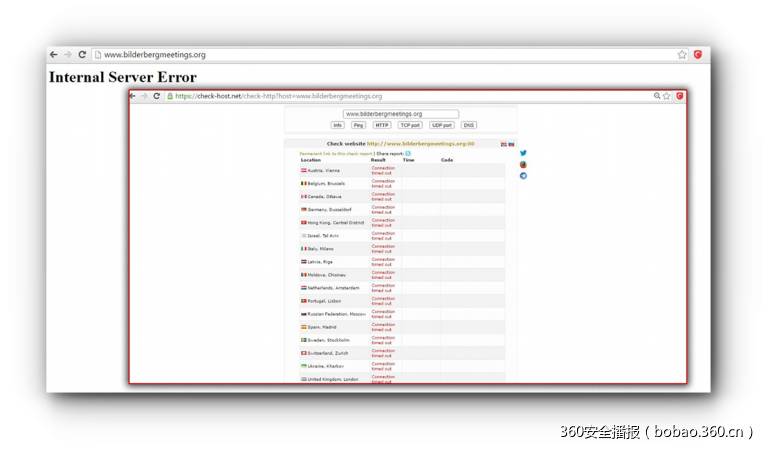 www.bilderbergmeetings.org
Internal Server Error
https://check-host.net/check-http?host=www.bilderbergmeetings.org
www.bilderbergmeetings.org
Info Ping HTTP TCP port UDP port DNS
Check website http://www.bilderbergmeetings.org:80
Permanent link to this check report | Share report:
Location Result Time Code
Austria, Vienna Connection timed out
Belgium, Brussels Connection timed out
Canada, Ottawa Connection timed out
Germany, Dusseldorf Connection timed out
Hong Kong, Central District Connection timed out
Israel, Tel Aviv Connection timed out
Italy, Milano Connection timed out
Latvia, Riga Connection timed out
Moldova, Chisinev Connection timed out
Netherlands, Amsterdam Connection timed out
Portugal, Lisbon Connection timed out
Russian Federation, Moscow Connection timed out
Spain, Madrid Connection timed out
Sweden, Stockholm Connection timed out
Switzerland, Zurich Connection timed out
Ukraine, Kharkov Connection timed out
United Kingdom, London Connection timed out
360安全播报（bobao.360.cn）